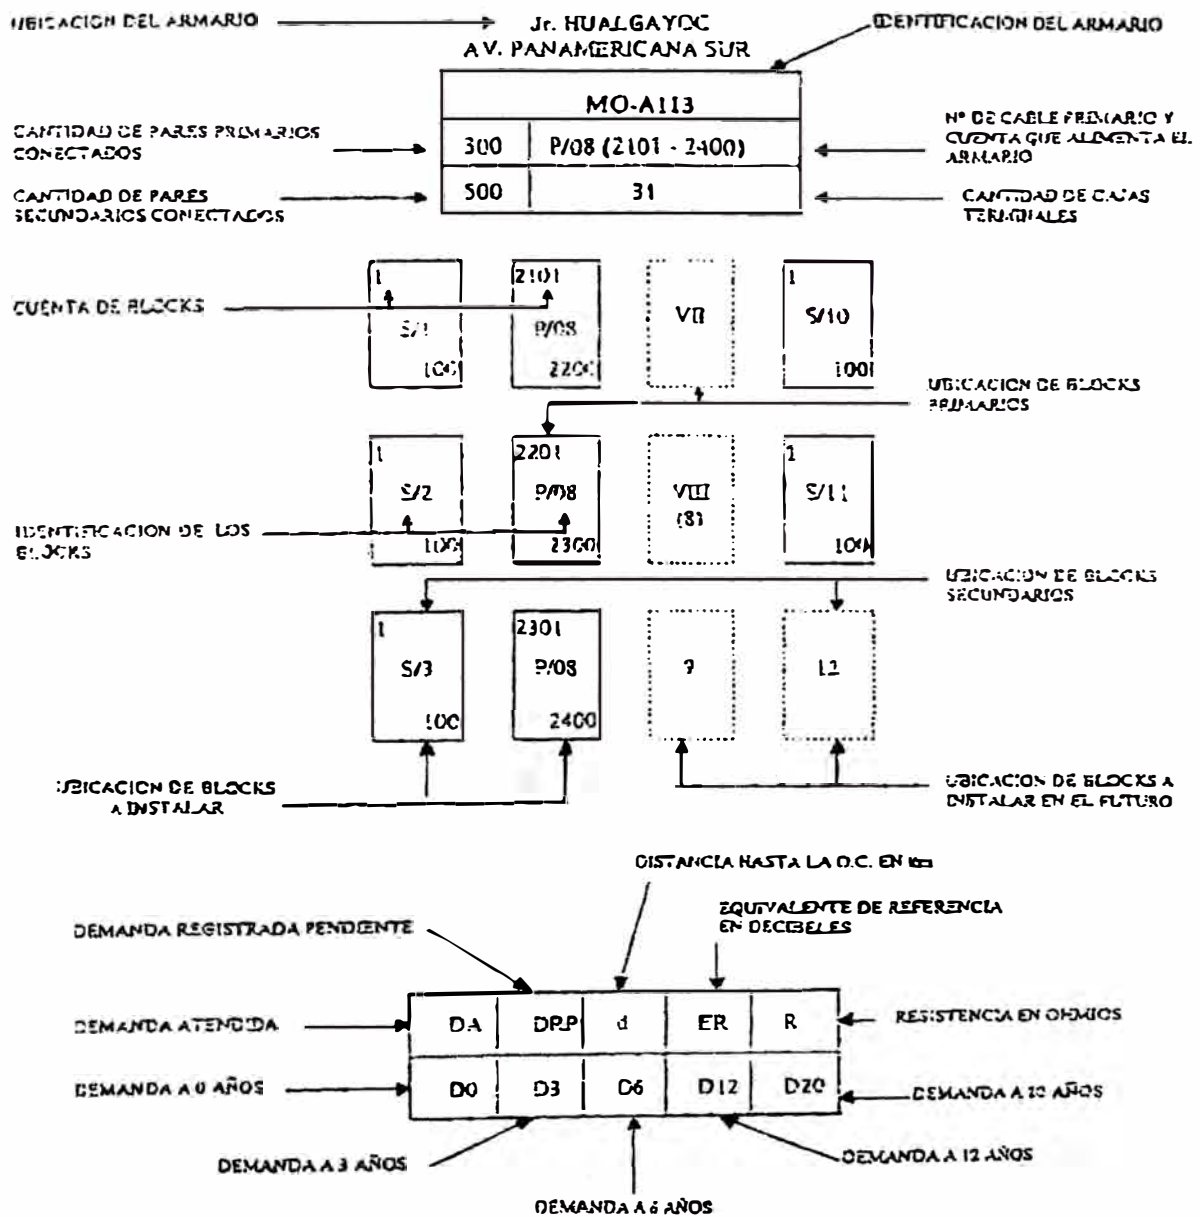 UBICACION DEL ARMARIO
Jr. HUALGAYOC
AV. PANAMERICANA SUR
IDENTIFICACION DEL ARMARIO
MO-A113
CANTIDAD DE PARES PRIMARIOS
CONECTADOS
300
P/08 (2101 - 2400)
Nº DE CABLE PRIMARIO Y
CUENTA QUE ALIMENTA EL
ARMARIO
CANTIDAD DE PARES
SECUNDARIOS CONECTADOS
500
31
CANTIDAD DE CAJAS
TERMINALES
CUENTA DE BLOCKS
1
S/1
100
2101
P/08
2200
VII
1
S/10
100
UBICACION DE BLOCKS
PRIMARIOS
1
S/2
100
2201
P/08
2300
VIII
(8)
1
S/11
100
IDENTIFICACION DE LOS
BLOCKS
UBICACION DE BLOCKS
SECUNDARIOS
1
S/3
100
2301
P/08
2400
9
12
UBICACION DE BLOCKS
A INSTALAR
UBICACION DE BLOCKS A
INSTALAR EN EL FUTURO
DISTANCIA HASTA LA O.C. EN km
EQUIVALENTE DE REFERENCIA
EN DECIBELES
DEMANDA REGISTRADA PENDIENTE
DEMANDA ATENDIDA
DA
DRP
d
ER
R
RESISTENCIA EN OHMIOS
DEMANDA A 0 AÑOS
D0
D3
D6
D12
D20
DEMANDA A 20 AÑOS
DEMANDA A 3 AÑOS
DEMANDA A 12 AÑOS
DEMANDA A 6 AÑOS